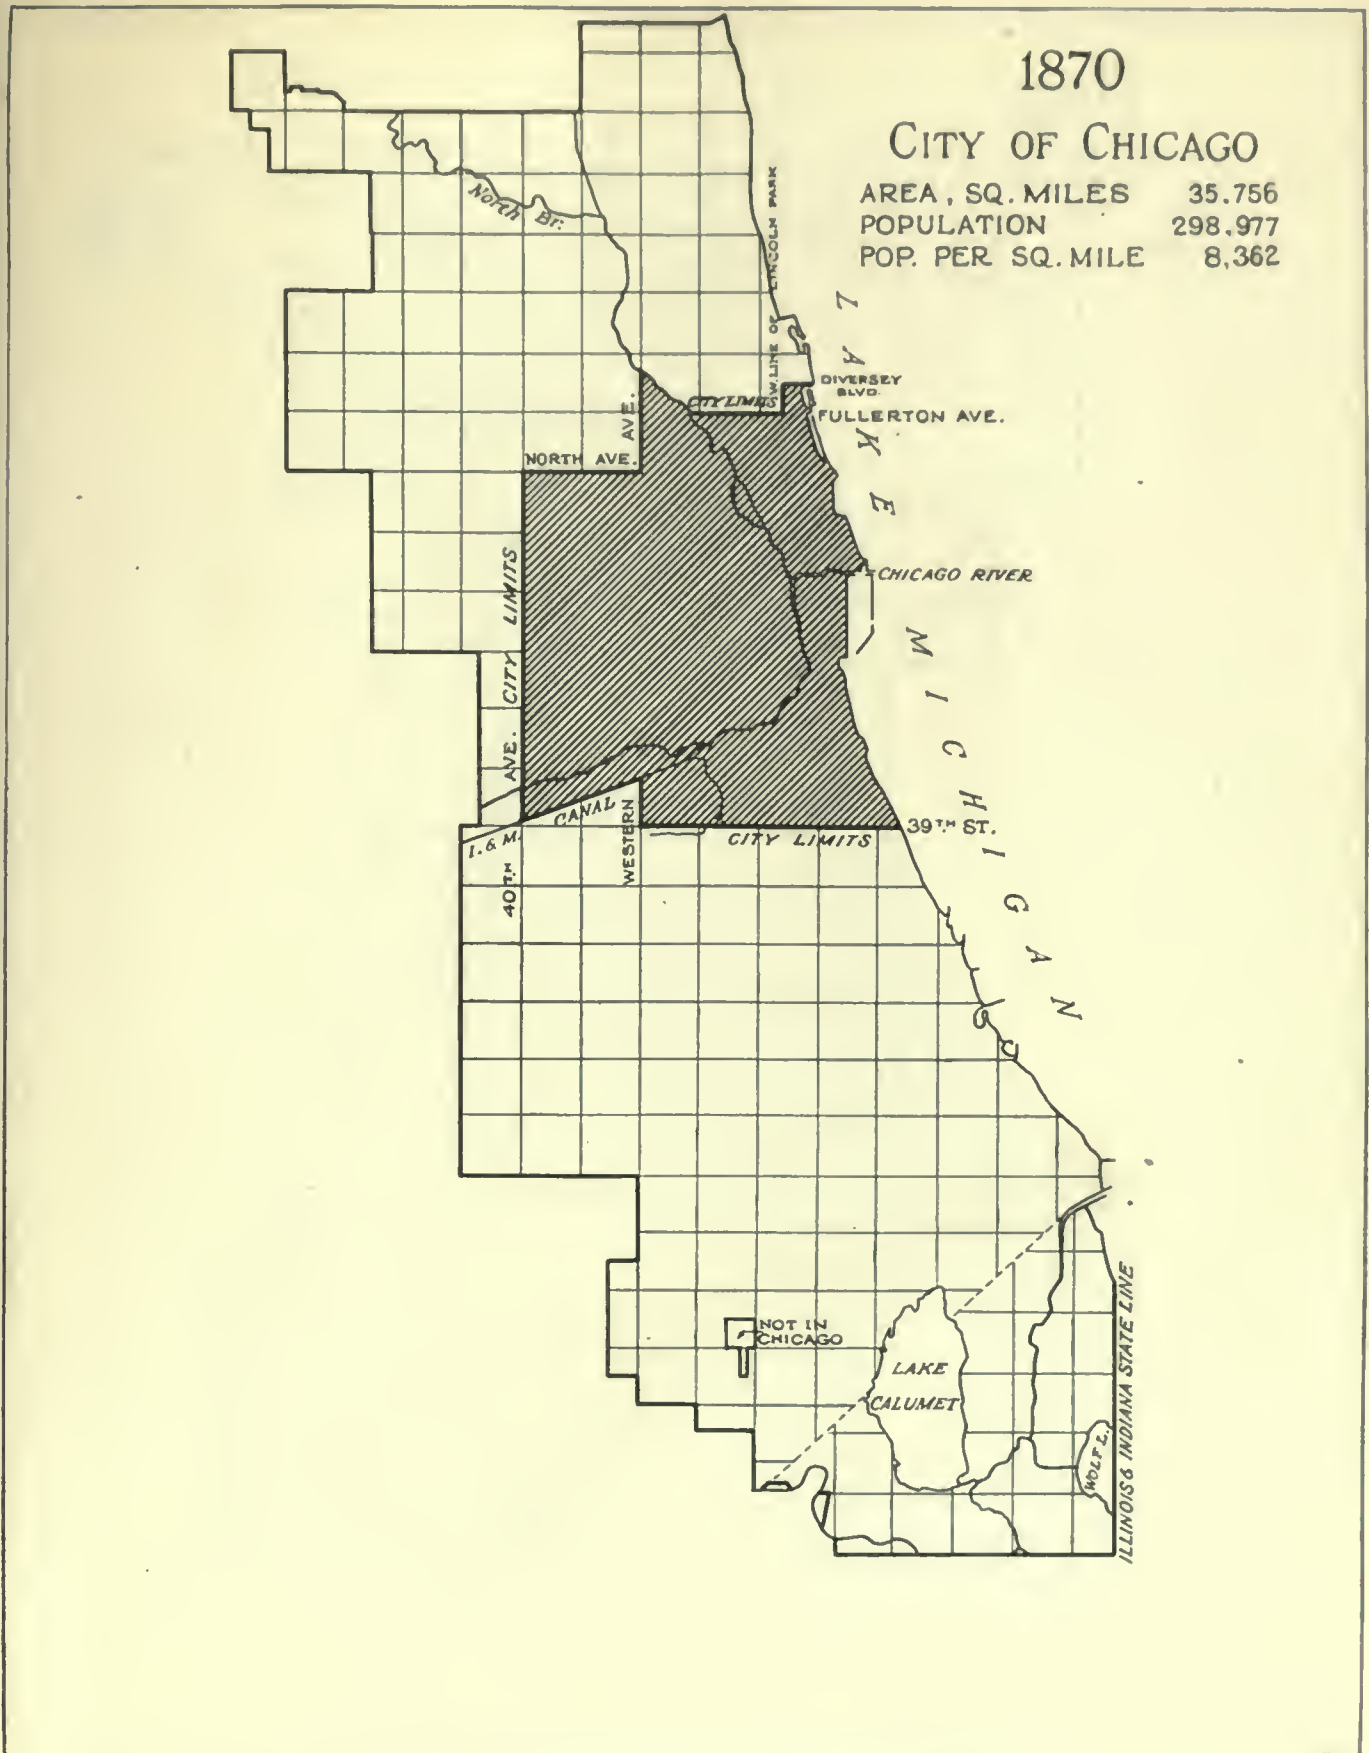 1870
CITY OF CHICAGO
AREA, SQ. MILES 35.756
POPULATION 298,977
POP. PER SQ. MILE 8,362
North Br.
S.W. LINE OF LINCOLN PARK
LAKE MICHIGAN
DIVERSEY
BLVD.
CITY LIMITS
FULLERTON AVE.
AVE.
NORTH AVE.
CITY LIMITS
CHICAGO RIVER
AVE.
CANAL
I. & M.
WESTERN
40TH
39TH ST.
CITY LIMITS
NOT IN
CHICAGO
LAKE
CALUMET
WOLF L.
ILLINOIS & INDIANA STATE LINE